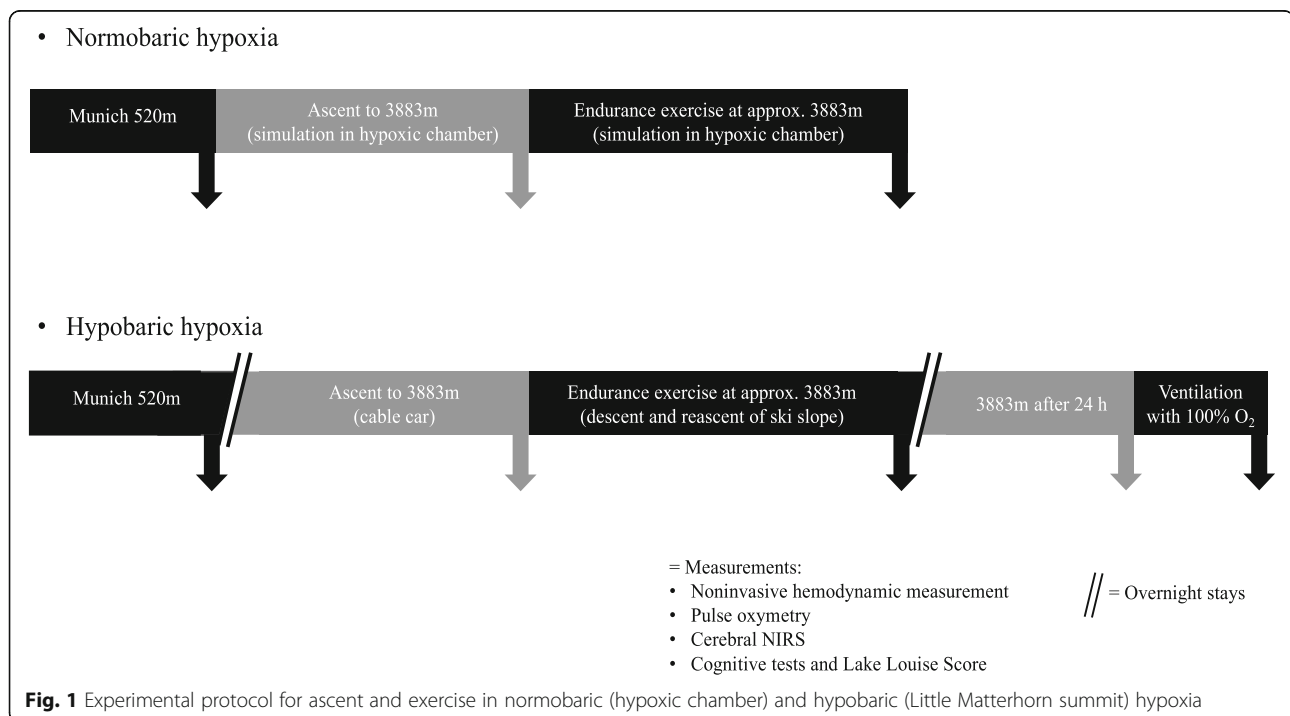 • Normobaric hypoxia
Munich 520m
Ascent to 3883m
(simulation in hypoxic chamber)
Endurance exercise at approx. 3883m
(simulation in hypoxic chamber)
• Hypobaric hypoxia
Munich 520m
Ascent to 3883m
(cable car)
Endurance exercise at approx. 3883m
(descent and reascent of ski slope)
3883m after 24 h
Ventilation
with 100% O₂
= Measurements:
• Noninvasive hemodynamic measurement
• Pulse oxymetry
• Cerebral NIRS
• Cognitive tests and Lake Louise Score
// = Overnight stays
Fig. 1 Experimental protocol for ascent and exercise in normobaric (hypoxic chamber) and hypobaric (Little Matterhorn summit) hypoxia